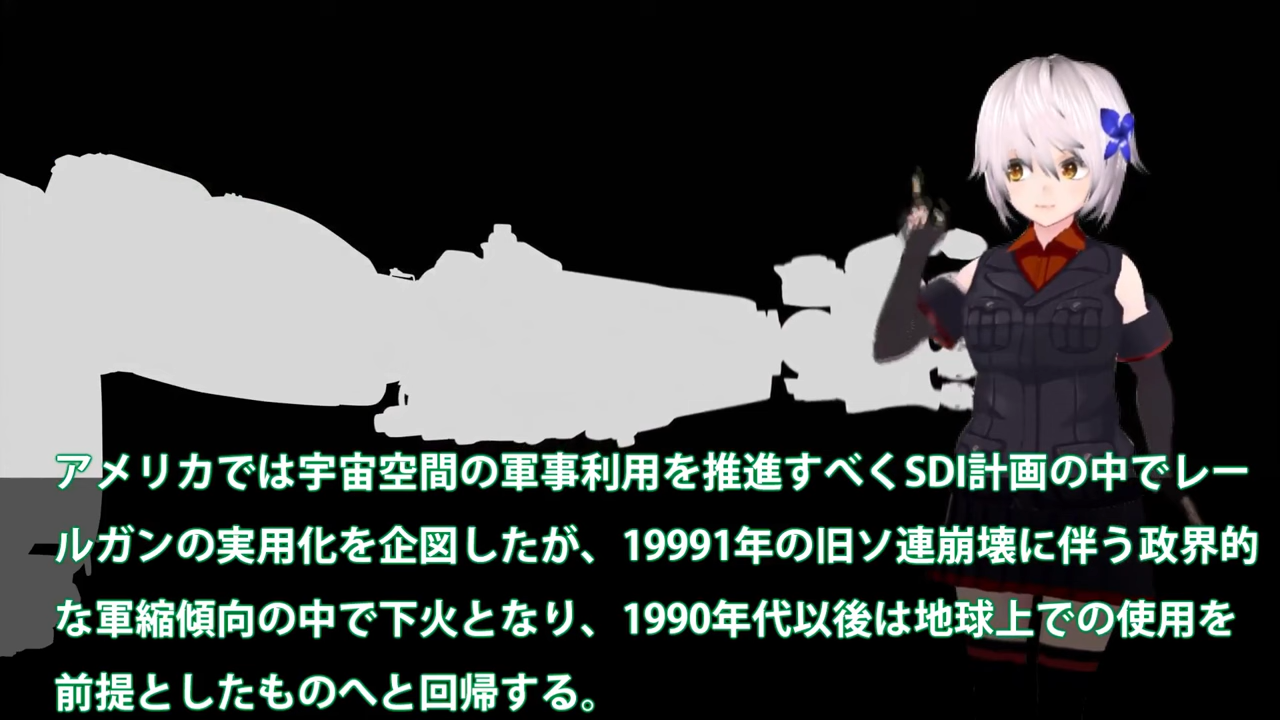 アメリカでは宇宙空間の軍事利用を推進すべくSDI計画の中でレー
ルガンの実用化を企図したが、19991年の旧ソ連崩壊に伴う政界的
な軍縮傾向の中で下火となり、1990年代以後は地球上での使用を
前提としたものへと回帰する。